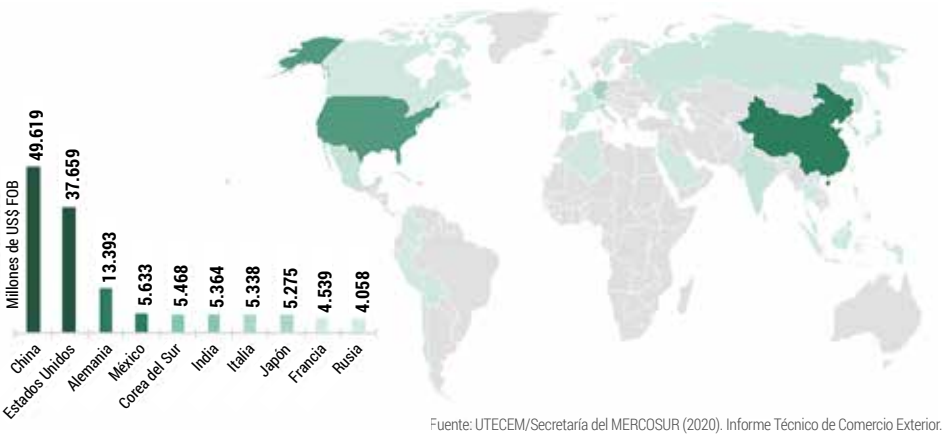 Millones de US$ FOB
49.619
37.659
13.393
5.633
5.468
5.364
5.338
5.275
4.539
4.058
China
Estados Unidos
Alemania
México
Corea del Sur
India
Italia
Japón
Francia
Rusia
Fuente: UTECEM/Secretaría del MERCOSUR (2020). Informe Técnico de Comercio Exterior.